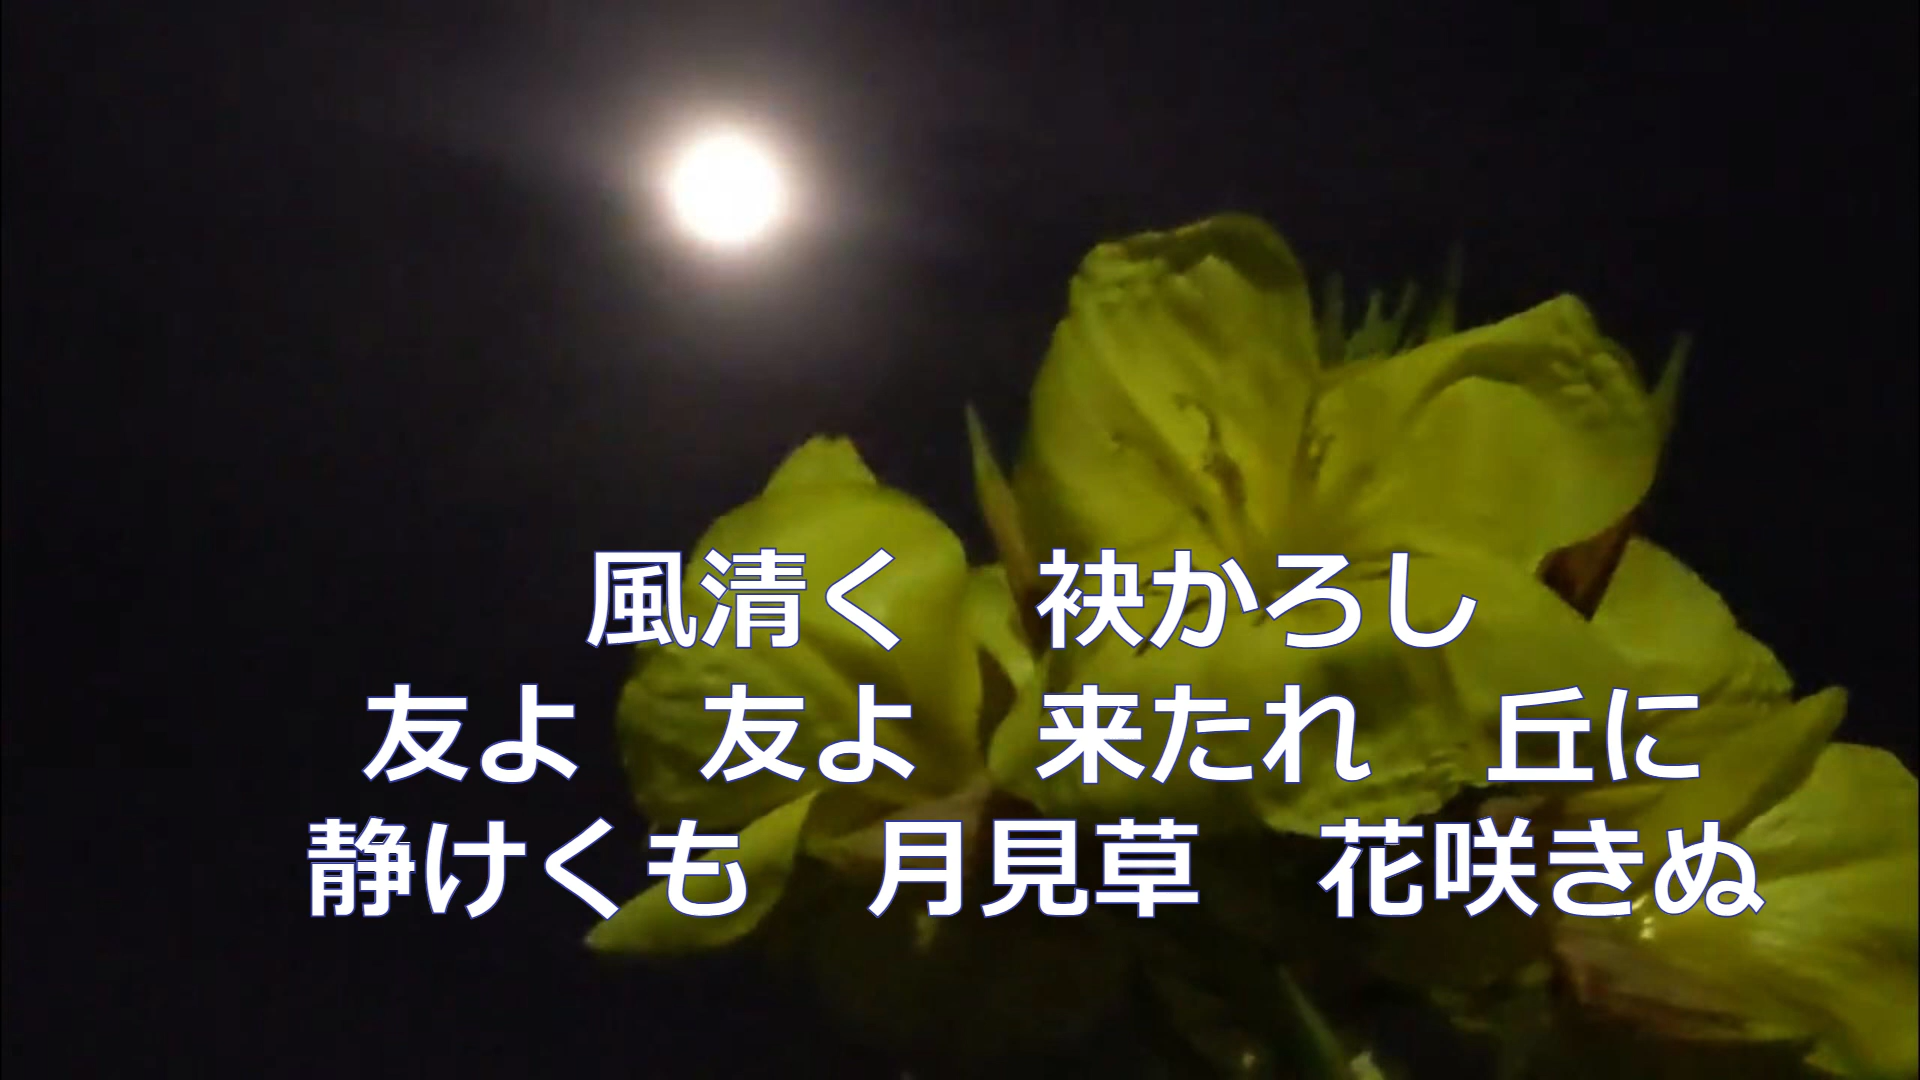 風清く　袂かろし
友よ　友よ　来たれ　丘に
静けくも　月見草　花咲きぬ